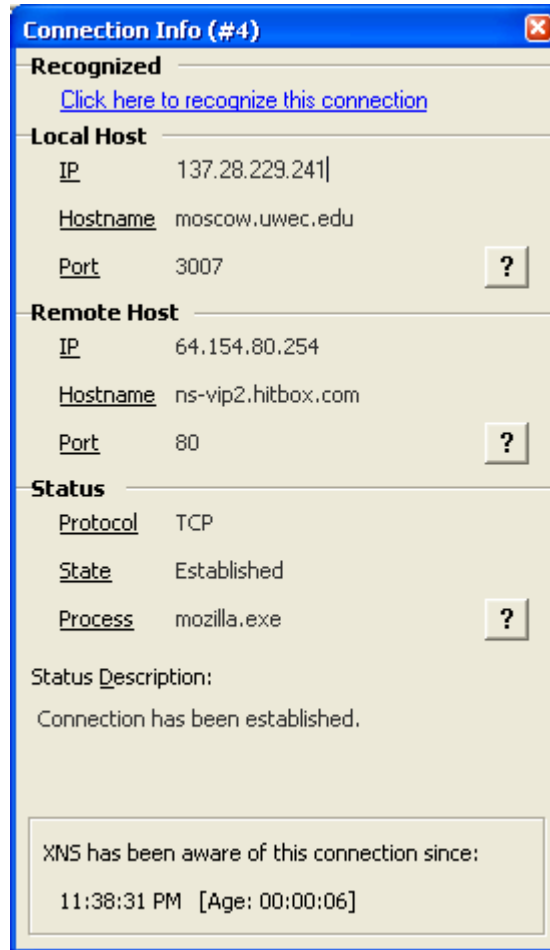 Connection Info (#4)
Recognized
Click here to recognize this connection
Local Host
IP 137.28.229.241
Hostname moscow.uwec.edu
Port 3007 ?
Remote Host
IP 64.154.80.254
Hostname ns-vip2.hitbox.com
Port 80 ?
Status
Protocol TCP
State Established
Process mozilla.exe ?
Status Description:
Connection has been established.
XNS has been aware of this connection since:
11:38:31 PM [Age: 00:00:06]